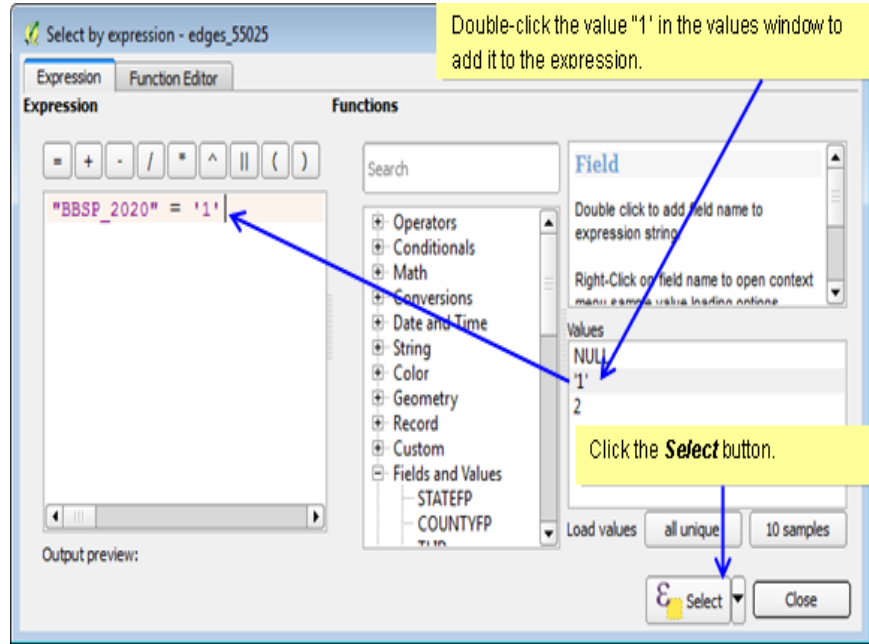 Select by expression - edges_55025
Double-click the value "1' in the values window to
add it to the expression.
Expression
Function Editor
Expression
Functions
= + - / * ^ || ( )
"BBSP_2020" = '1'
Search
Operators
Conditionals
Math
Conversions
Date and Time
String
Color
Geometry
Record
Custom
Fields and Values
STATEFP
COUNTYFP
Field
Double click to add field name to
expression string.
Right-Click on field name to open context
menu sample value loading options
Values
NULL
'1'
2
Click the Select button.
Load values
all unique
10 samples
Output preview:
Select
Close